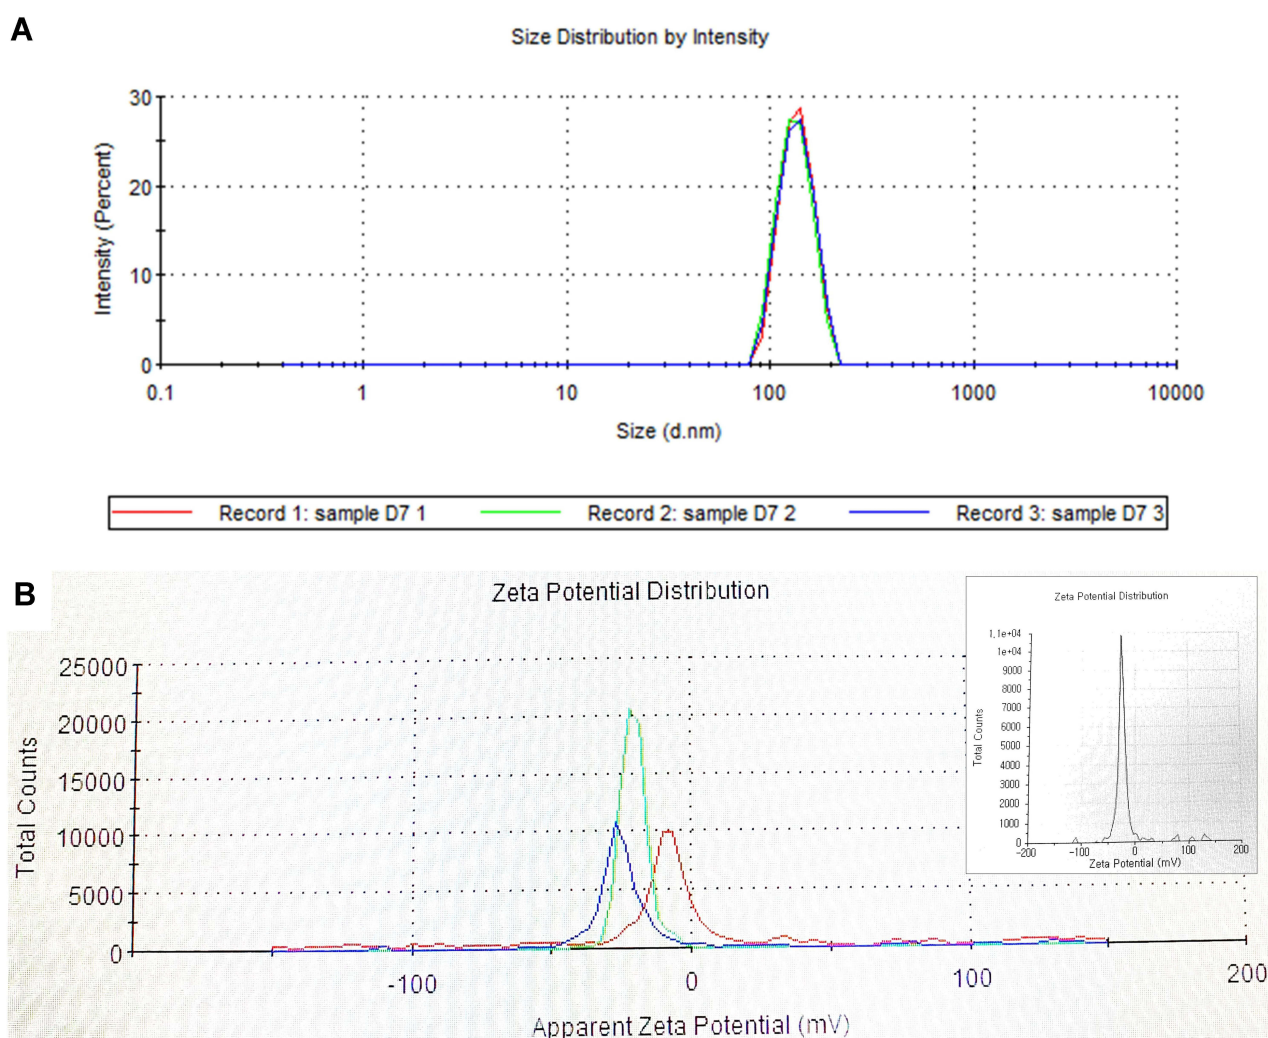 A
Size Distribution by Intensity
30
20
10
0
Intensity (Percent)
0.1 1 10 100 1000 10000
Size (d.nm)
Record 1: sample D7 1 Record 2: sample D7 2 Record 3: sample D7 3
B
Zeta Potential Distribution
25000
20000
15000
10000
5000
0
Total Counts
-100 0 100 200
Apparent Zeta Potential (mV)
Zeta Potential Distribution
1.1e+04
1e+04
9000
8000
7000
6000
5000
4000
3000
2000
1000
0
Total Counts
-200 -100 0 100 200
Zeta Potential (mV)